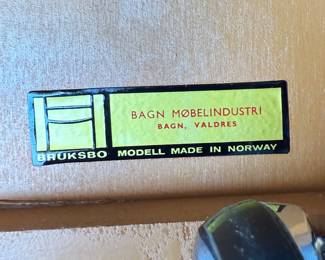 BAGN MØBELINDUSTRI
BAGN, VALDRES
BRUKSBO MODELL MADE IN NORWAY